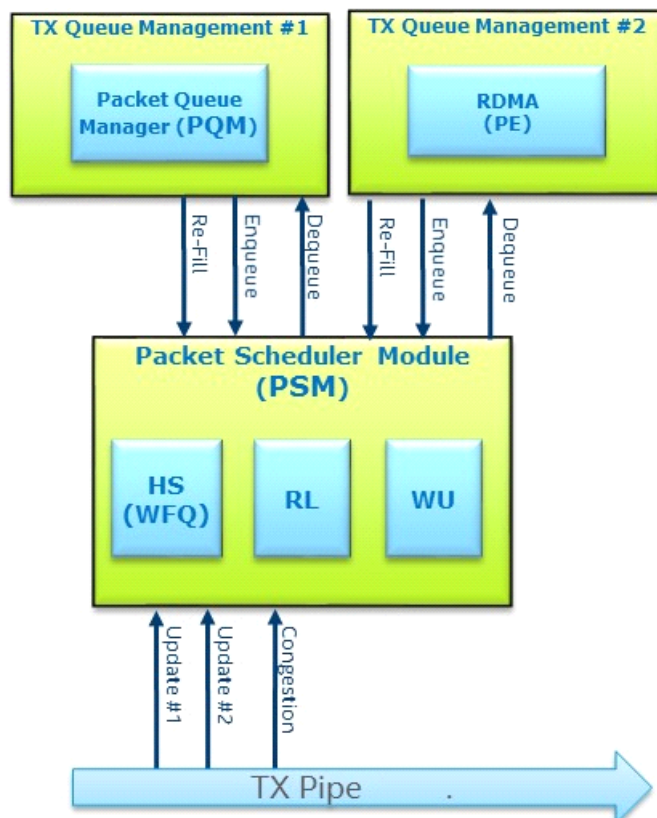 TX Queue Management #1
TX Queue Management #2
Packet Queue
Manager (PQM)
RDMA
(PE)
Re-Fill
Enqueue
Dequeue
Re-Fill
Enqueue
Dequeue
Packet Scheduler Module
(PSM)
HS
(WFQ)
RL
WU
Update #1
Update #2
Congestion
TX Pipe .